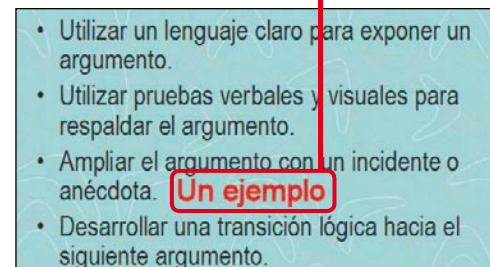 • Utilizar un lenguaje claro para exponer un
argumento.
• Utilizar pruebas verbales y visuales para
respaldar el argumento.
• Ampliar el argumento con un incidente o
anécdota. Un ejemplo
• Desarrollar una transición lógica hacia el
siguiente argumento.